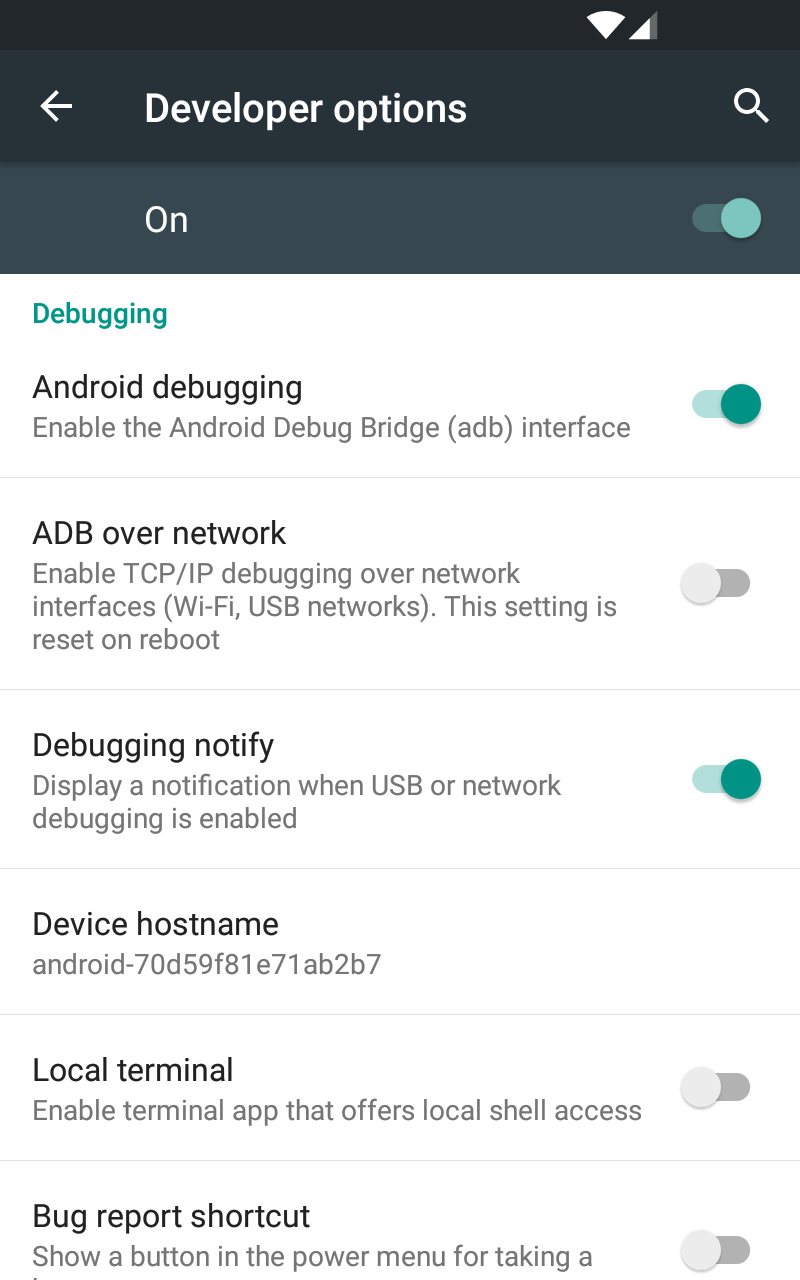 Developer options
On
Debugging
Android debugging
Enable the Android Debug Bridge (adb) interface
ADB over network
Enable TCP/IP debugging over network
interfaces (Wi-Fi, USB networks). This setting is
reset on reboot
Debugging notify
Display a notification when USB or network
debugging is enabled
Device hostname
android-70d59f81e71ab2b7
Local terminal
Enable terminal app that offers local shell access
Bug report shortcut
Show a button in the power menu for taking a